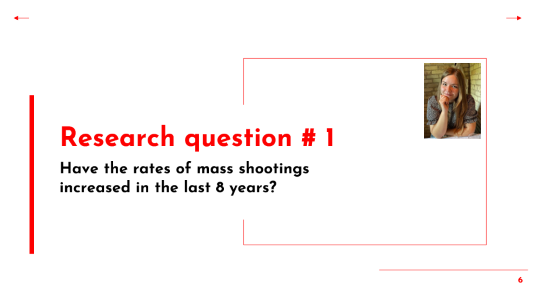 Research question # 1
Have the rates of mass shootings
increased in the last 8 years?
6